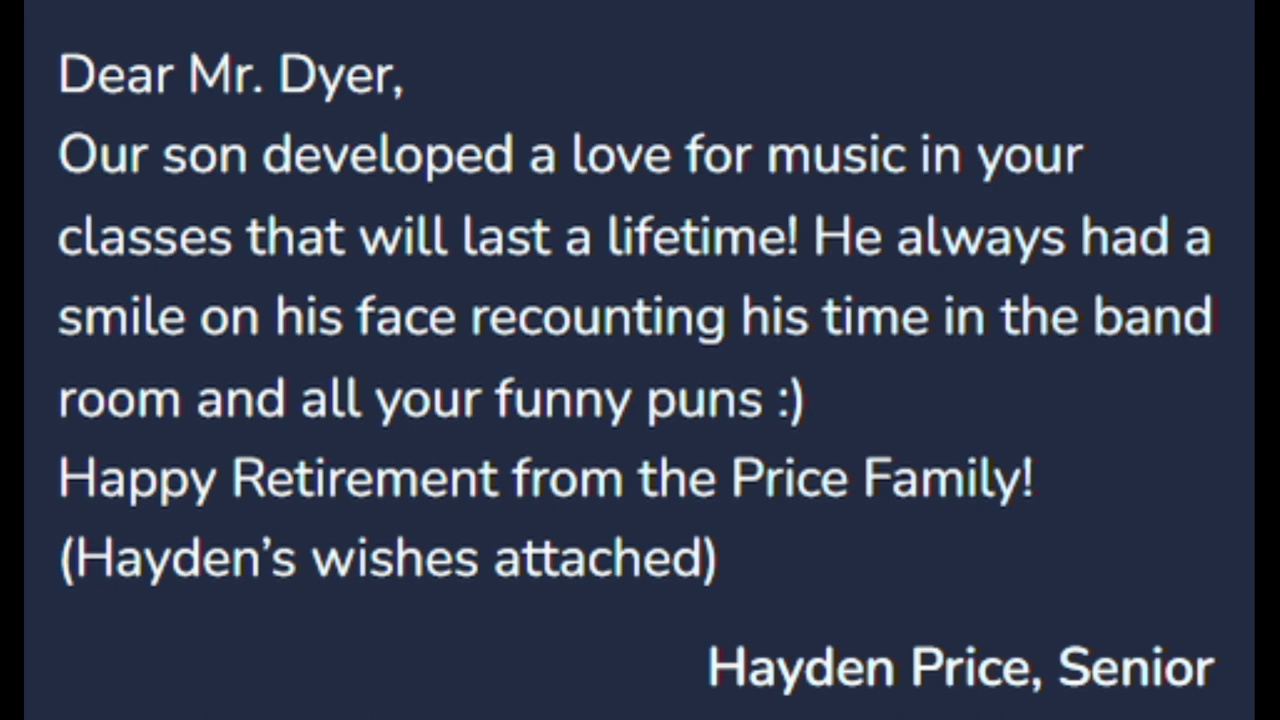 Dear Mr. Dyer,
Our son developed a love for music in your
classes that will last a lifetime! He always had a
smile on his face recounting his time in the band
room and all your funny puns :)
Happy Retirement from the Price Family!
(Hayden’s wishes attached)
Hayden Price, Senior